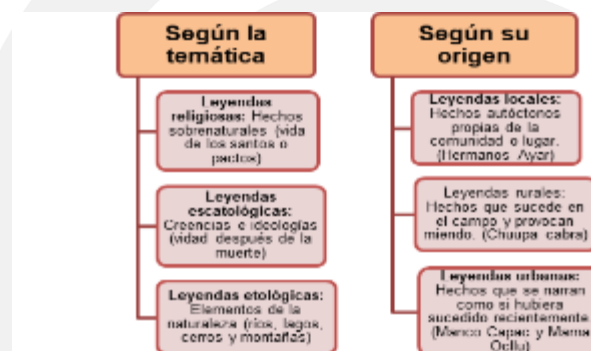 Según la
temática
Leyendas
religiosas: Hechos
sobrenaturales (vida
de los santos o
pactos)
Leyendas
escatológicas:
Creencias e ideologías
(vidad después de la
muerte)
Leyendas etológicas:
Elementos de la
naturaleza (ríos, lagos,
cerros y montañas)
Según su
origen
Leyendas locales:
Hechos autóctonos
propias de la
comunidad o lugar.
(Hermanos Ayar)
Leyendas rurales:
Hechos que sucede en
el campo y provocan
miendo. (Chuupa cabra)
Leyendas urbanas:
Hechos que se narran
como si hubiera
sucedido recientemente.
(Manco Capac y Mama
Ocllu)